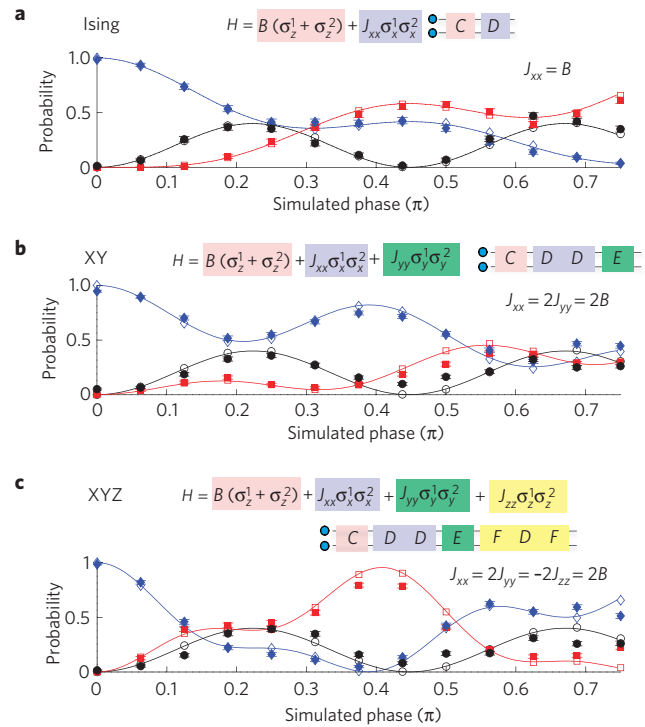 a
Ising
H = B (σ_z^1 + σ_z^2) + J_xx σ_x^1 σ_x^2
C D
J_xx = B
1.0
0.5
0
Probability
0 0.1 0.2 0.3 0.4 0.5 0.6 0.7
Simulated phase (π)
b
XY
H = B (σ_z^1 + σ_z^2) + J_xx σ_x^1 σ_x^2 + J_yy σ_y^1 σ_y^2
C D D E
J_xx = 2J_yy = 2B
1.0
0.5
0
Probability
0 0.1 0.2 0.3 0.4 0.5 0.6 0.7
Simulated phase (π)
c
XYZ
H = B (σ_z^1 + σ_z^2) + J_xx σ_x^1 σ_x^2 + J_yy σ_y^1 σ_y^2 + J_zz σ_z^1 σ_z^2
C D D E F D F
J_xx = 2J_yy = –2J_zz = 2B
1
0.5
0
Probability
0 0.1 0.2 0.3 0.4 0.5 0.6 0.7
Simulated phase (π)